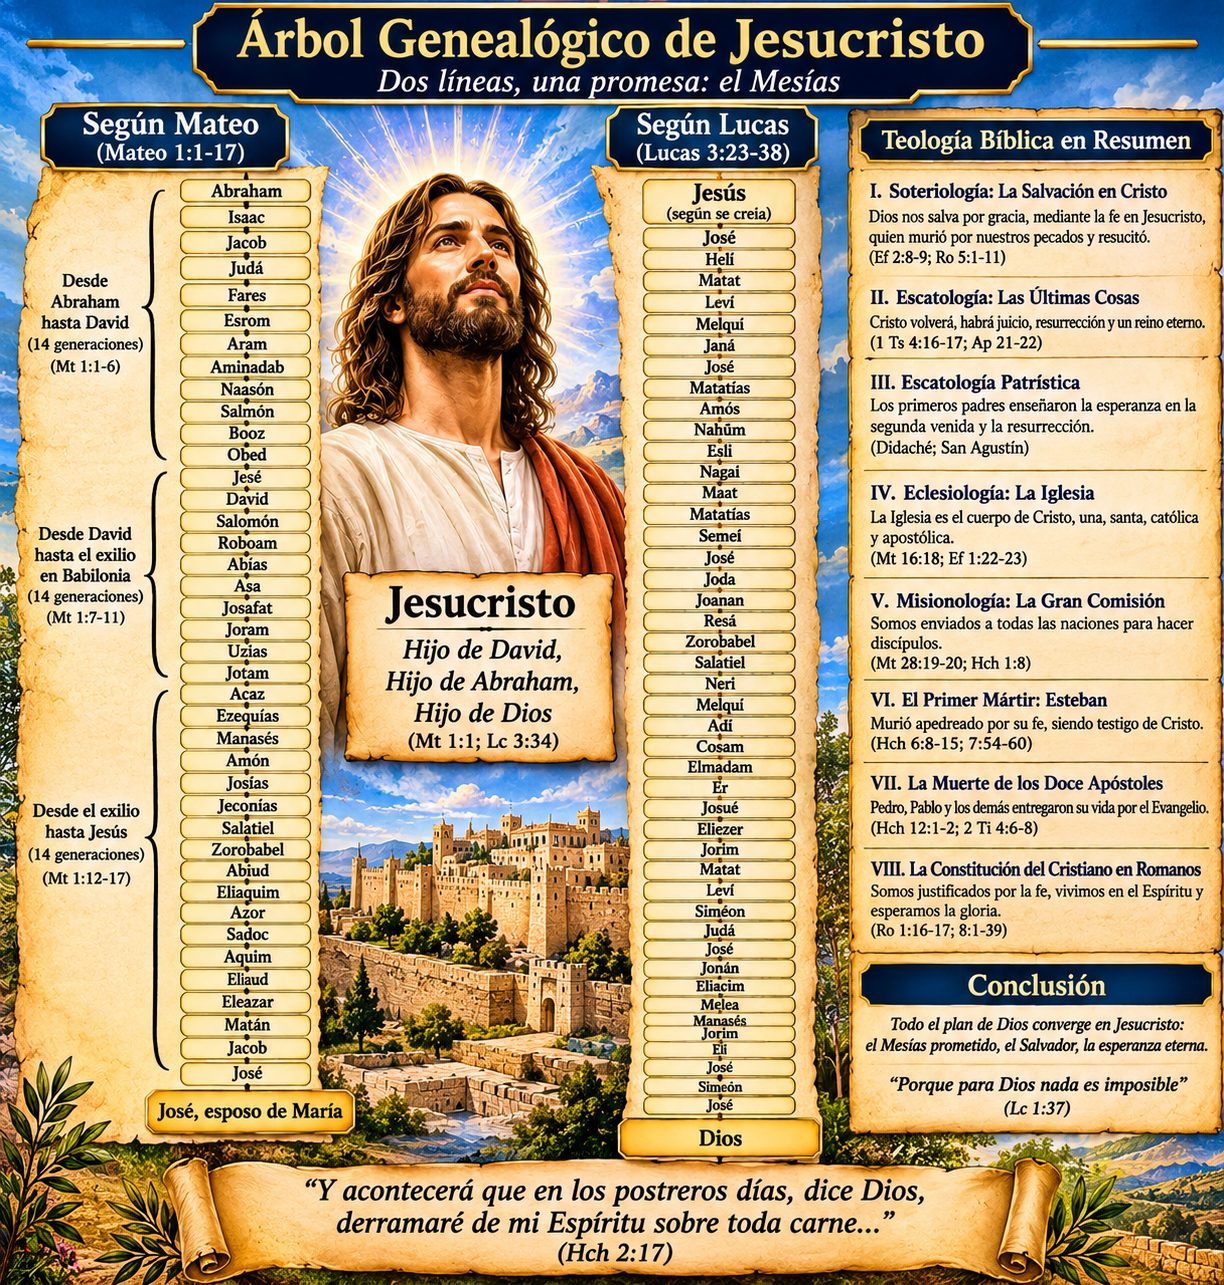 Árbol Genealógico de Jesucristo
Dos líneas, una promesa: el Mesías
Según Mateo
(Mateo 1:1-17)
Desde
Abraham
hasta David
(14 generaciones)
(Mt 1:1-6)
Desde David
hasta el exilio
en Babilonia
(14 generaciones)
(Mt 1:7-11)
Desde el exilio
hasta Jesús
(14 generaciones)
(Mt 1:12-17)
Abraham
Isaac
Jacob
Judá
Fares
Esrom
Aram
Aminadab
Naasón
Salmón
Booz
Obed
Jesé
David
Salomón
Roboam
Abías
Asa
Josafat
Joram
Uzias
Jotam
Acaz
Ezequías
Manasés
Amón
Josías
Jeconías
Salatiel
Zorobabel
Abiud
Eliaquim
Azor
Sadoc
Aquim
Eliaud
Eleazar
Matán
Jacob
José
José, esposo de María
Jesucristo
Hijo de David,
Hijo de Abraham,
Hijo de Dios
(Mt 1:1; Lc 3:34)
Según Lucas
(Lucas 3:23-38)
Jesús
(según se creia)
José
Helí
Matat
Leví
Melquí
Janá
José
Matatías
Amós
Nahúm
Esli
Nagai
Maat
Matatías
Semeí
José
Joda
Joanan
Resá
Zorobabel
Salatiel
Neri
Melquí
Adí
Cosam
Elmadam
Er
Josué
Eliezer
Jorim
Matat
Leví
Siméon
Judá
José
Jonán
Eliacim
Melea
Manasés
Jorim
Eli
José
Simeón
José
Dios
Teología Bíblica en Resumen
I. Soteriología: La Salvación en Cristo
Dios nos salva por gracia, mediante la fe en Jesucristo,
quien murió por nuestros pecados y resucitó.
(Ef 2:8-9; Ro 5:1-11)
II. Escatología: Las Últimas Cosas
Cristo volverá, habrá juicio, resurrección y un reino eterno.
(1 Ts 4:16-17; Ap 21-22)
III. Escatología Patrística
Los primeros padres enseñaron la esperanza en la
segunda venida y la resurrección.
(Didaché; San Agustín)
IV. Eclesiología: La Iglesia
La Iglesia es el cuerpo de Cristo, una, santa, católica
y apostólica.
(Mt 16:18; Ef 1:22-23)
V. Misionología: La Gran Comisión
Somos enviados a todas las naciones para hacer
discípulos.
(Mt 28:19-20; Hch 1:8)
VI. El Primer Mártir: Esteban
Murió apedreado por su fe, siendo testigo de Cristo.
(Hch 6:8-15; 7:54-60)
VII. La Muerte de los Doce Apóstoles
Pedro, Pablo y los demás entregaron su vida por el Evangelio.
(Hch 12:1-2; 2 Ti 4:6-8)
VIII. La Constitución del Cristiano en Romanos
Somos justificados por la fe, vivimos en el Espíritu y
esperamos la gloria.
(Ro 1:16-17; 8:1-39)
Conclusión
Todo el plan de Dios converge en Jesucristo:
el Mesías prometido, el Salvador, la esperanza eterna.
“Porque para Dios nada es imposible”
(Lc 1:37)
“Y acontecerá que en los postreros días, dice Dios,
derramaré de mi Espíritu sobre toda carne...”
(Hch 2:17)